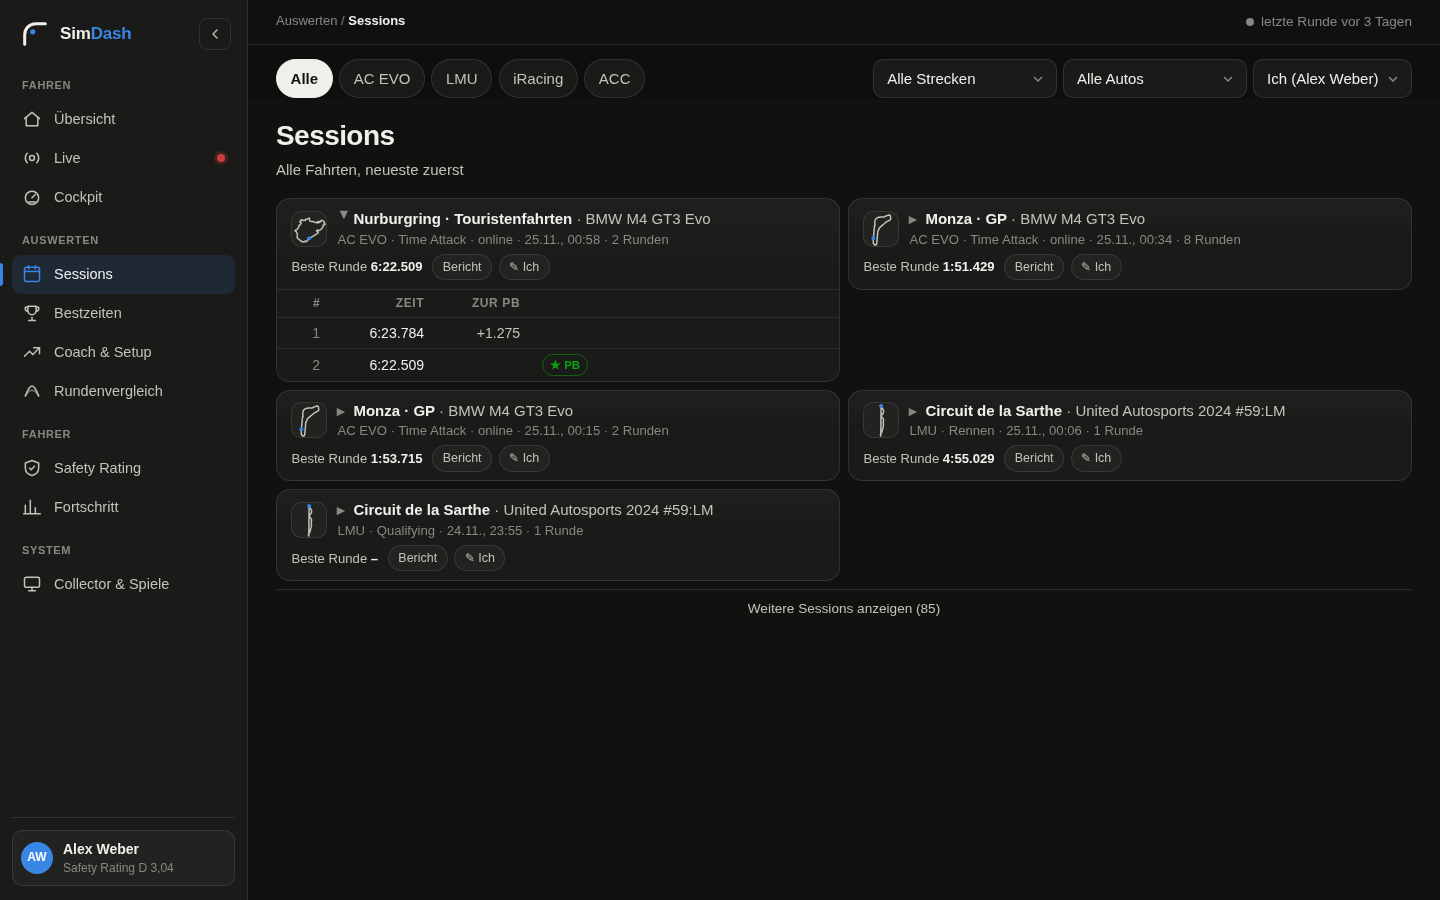 SimDash
FAHREN
Übersicht
Live
Cockpit
AUSWERTEN
Sessions
Bestzeiten
Coach & Setup
Rundenvergleich
FAHRER
Safety Rating
Fortschritt
SYSTEM
Collector & Spiele
AW
Alex Weber
Safety Rating D 3,04
Auswerten / Sessions
letzte Runde vor 3 Tagen
Alle
AC EVO
LMU
iRacing
ACC
Alle Strecken
Alle Autos
Ich (Alex Weber)
Sessions
Alle Fahrten, neueste zuerst
▼ Nurburgring · Touristenfahrten · BMW M4 GT3 Evo
AC EVO · Time Attack · online · 25.11., 00:58 · 2 Runden
Beste Runde 6:22.509 Bericht ✎ Ich
# ZEIT ZUR PB
1 6:23.784 +1.275
2 6:22.509 ★ PB
▶ Monza · GP · BMW M4 GT3 Evo
AC EVO · Time Attack · online · 25.11., 00:34 · 8 Runden
Beste Runde 1:51.429 Bericht ✎ Ich
▶ Monza · GP · BMW M4 GT3 Evo
AC EVO · Time Attack · online · 25.11., 00:15 · 2 Runden
Beste Runde 1:53.715 Bericht ✎ Ich
▶ Circuit de la Sarthe · United Autosports 2024 #59:LM
LMU · Rennen · 25.11., 00:06 · 1 Runde
Beste Runde 4:55.029 Bericht ✎ Ich
▶ Circuit de la Sarthe · United Autosports 2024 #59:LM
LMU · Qualifying · 24.11., 23:55 · 1 Runde
Beste Runde – Bericht ✎ Ich
Weitere Sessions anzeigen (85)